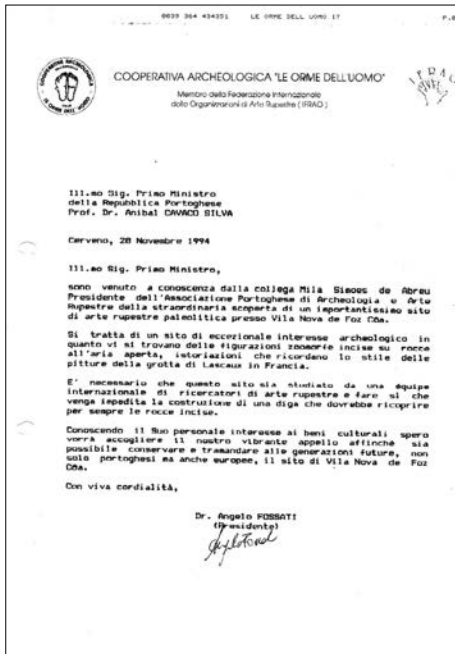 0039 364 434351 LE ORME DELL UOMO 17 P.0
COOPERATIVA ARCHEOLOGICA "LE ORME DELL'UOMO"
Membro della Federazione Internazionale
delle Organizzazioni di Arte Rupestre (IFRAO)
IFRAO
Ill.mo Sig. Primo Ministro
della Repubblica Portoghese
Prof. Dr. Anibal CAVACO SILVA
Cerveno, 28 Novembre 1994
Ill.mo Sig. Primo Ministro,
sono venuto a conoscenza dalla collega Mila Simoes de Abreu
Presidente dell'Associazione Portoghese di Archeologia e Arte
Rupestre della straordinaria scoperta di un importantissimo sito
di arte rupestre paleolitica presso Vila Nova de Foz Côa.
Si tratta di un sito di eccezionale interesse archeologico in
quanto vi si trovano delle figurazioni zoomorfe incise su rocce
all'aria aperta, istoriazioni che ricordano lo stile delle
pitture della grotta di Lascaux in Francia.
E' necessario che questo sito sia studiato da una équipe
internazionale di ricercatori di arte rupestre e fare si che
venga impedita la costruzione di una diga che dovrebbe ricoprire
per sempre le rocce incise.
Conoscendo il Suo personale interesse ai beni culturali spero
vorrà accogliere il nostro vibrante appello affinché sia
possibile conservare e tramandare alle generazioni future, non
solo portoghesi ma anche europee, il sito di Vila Nova de Foz
Côa.
Con viva cordialità,
Dr. Angelo FOSSATI
(Presidente)